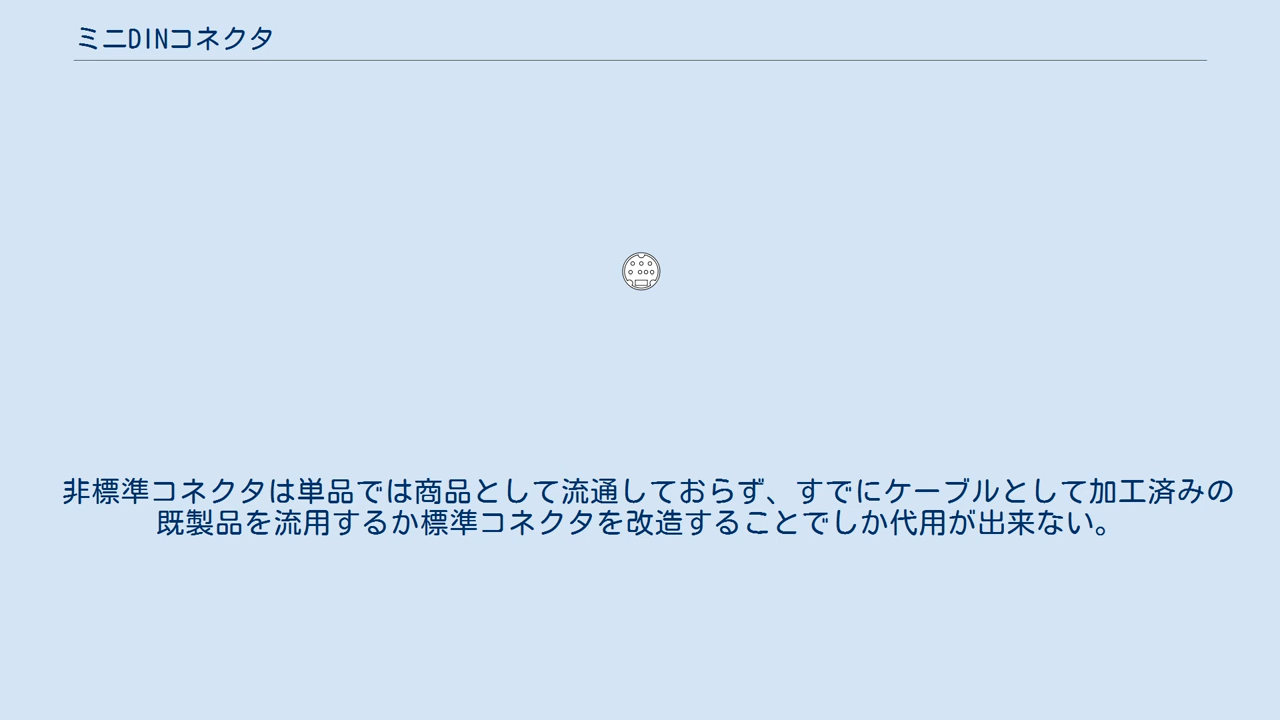 ミニDINコネクタ
非標準コネクタは単品では商品として流通しておらず、すでにケーブルとして加工済みの
既製品を流用するか標準コネクタを改造することでしか代用が出来ない。